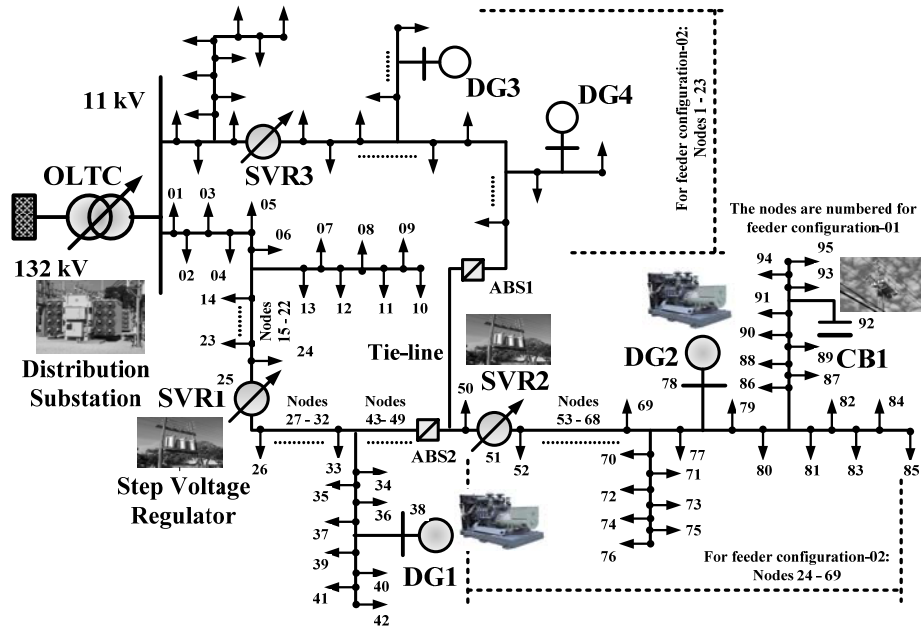 11 kV
OLTC
132 kV
Distribution
Substation
SVR3
DG3
DG4
For feeder configuration-02:
Nodes 1 - 23
The nodes are numbered for
feeder configuration-01
01
03
05
02
04
06
07
08
09
13
12
11
10
14
Nodes
15 - 22
23
24
25
SVR1
Step Voltage
Regulator
26
Nodes
27 - 32
33
Nodes
43 - 49
ABS2
ABS1
Tie-line
50
SVR2
51
52
Nodes
53 - 68
69
34
35
36
37
38
39
40
41
42
DG1
70
71
72
73
74
75
76
77
DG2
78
79
80
81
82
83
84
85
86
87
88
89
90
91
92
CB1
93
94
95
For feeder configuration-02:
Nodes 24 - 69